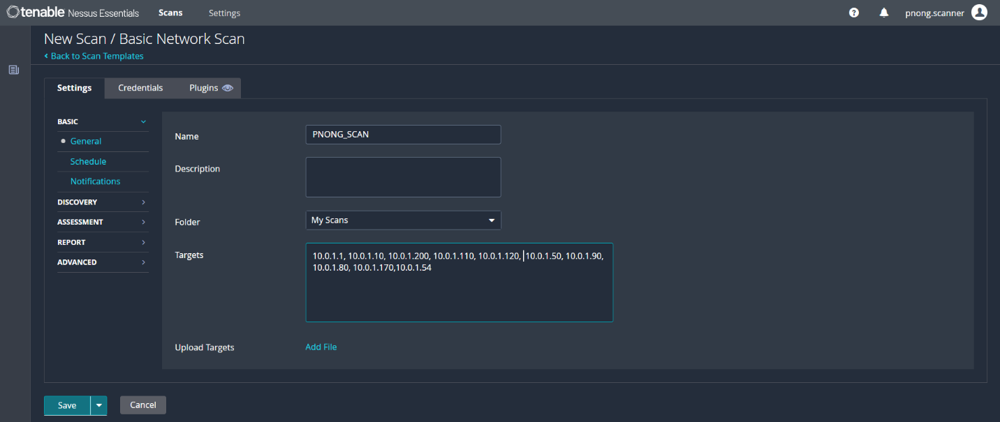 tenable Nessus Essentials Scans Settings pnong.scanner
New Scan / Basic Network Scan
Back to Scan Templates
Settings Credentials Plugins
BASIC
General
Schedule
Notifications
DISCOVERY
ASSESSMENT
REPORT
ADVANCED
Name PNONG_SCAN
Description
Folder My Scans
Targets 10.0.1.1, 10.0.1.10, 10.0.1.200, 10.0.1.110, 10.0.1.120, 10.0.1.50, 10.0.1.90,
10.0.1.80, 10.0.1.170,10.0.1.54
Upload Targets Add File
Save Cancel